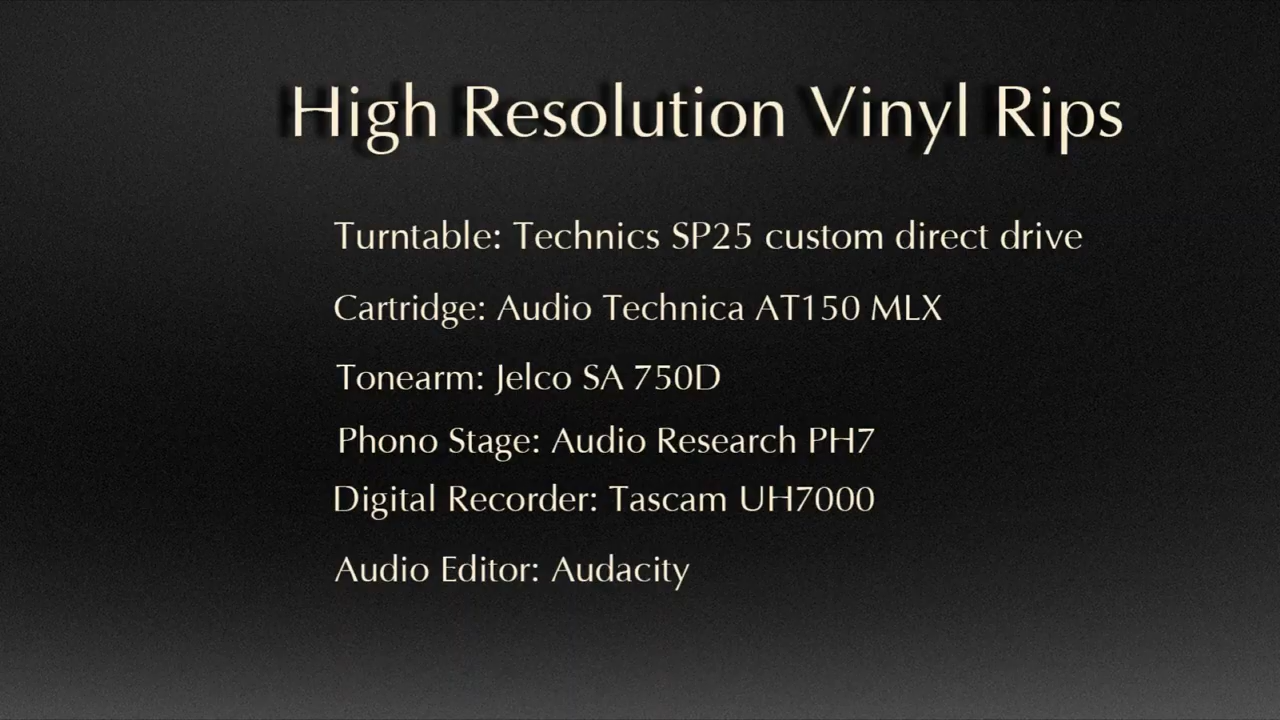 High Resolution Vinyl Rips
Turntable: Technics SP25 custom direct drive
Cartridge: Audio Technica AT150 MLX
Tonearm: Jelco SA 750D
Phono Stage: Audio Research PH7
Digital Recorder: Tascam UH7000
Audio Editor: Audacity